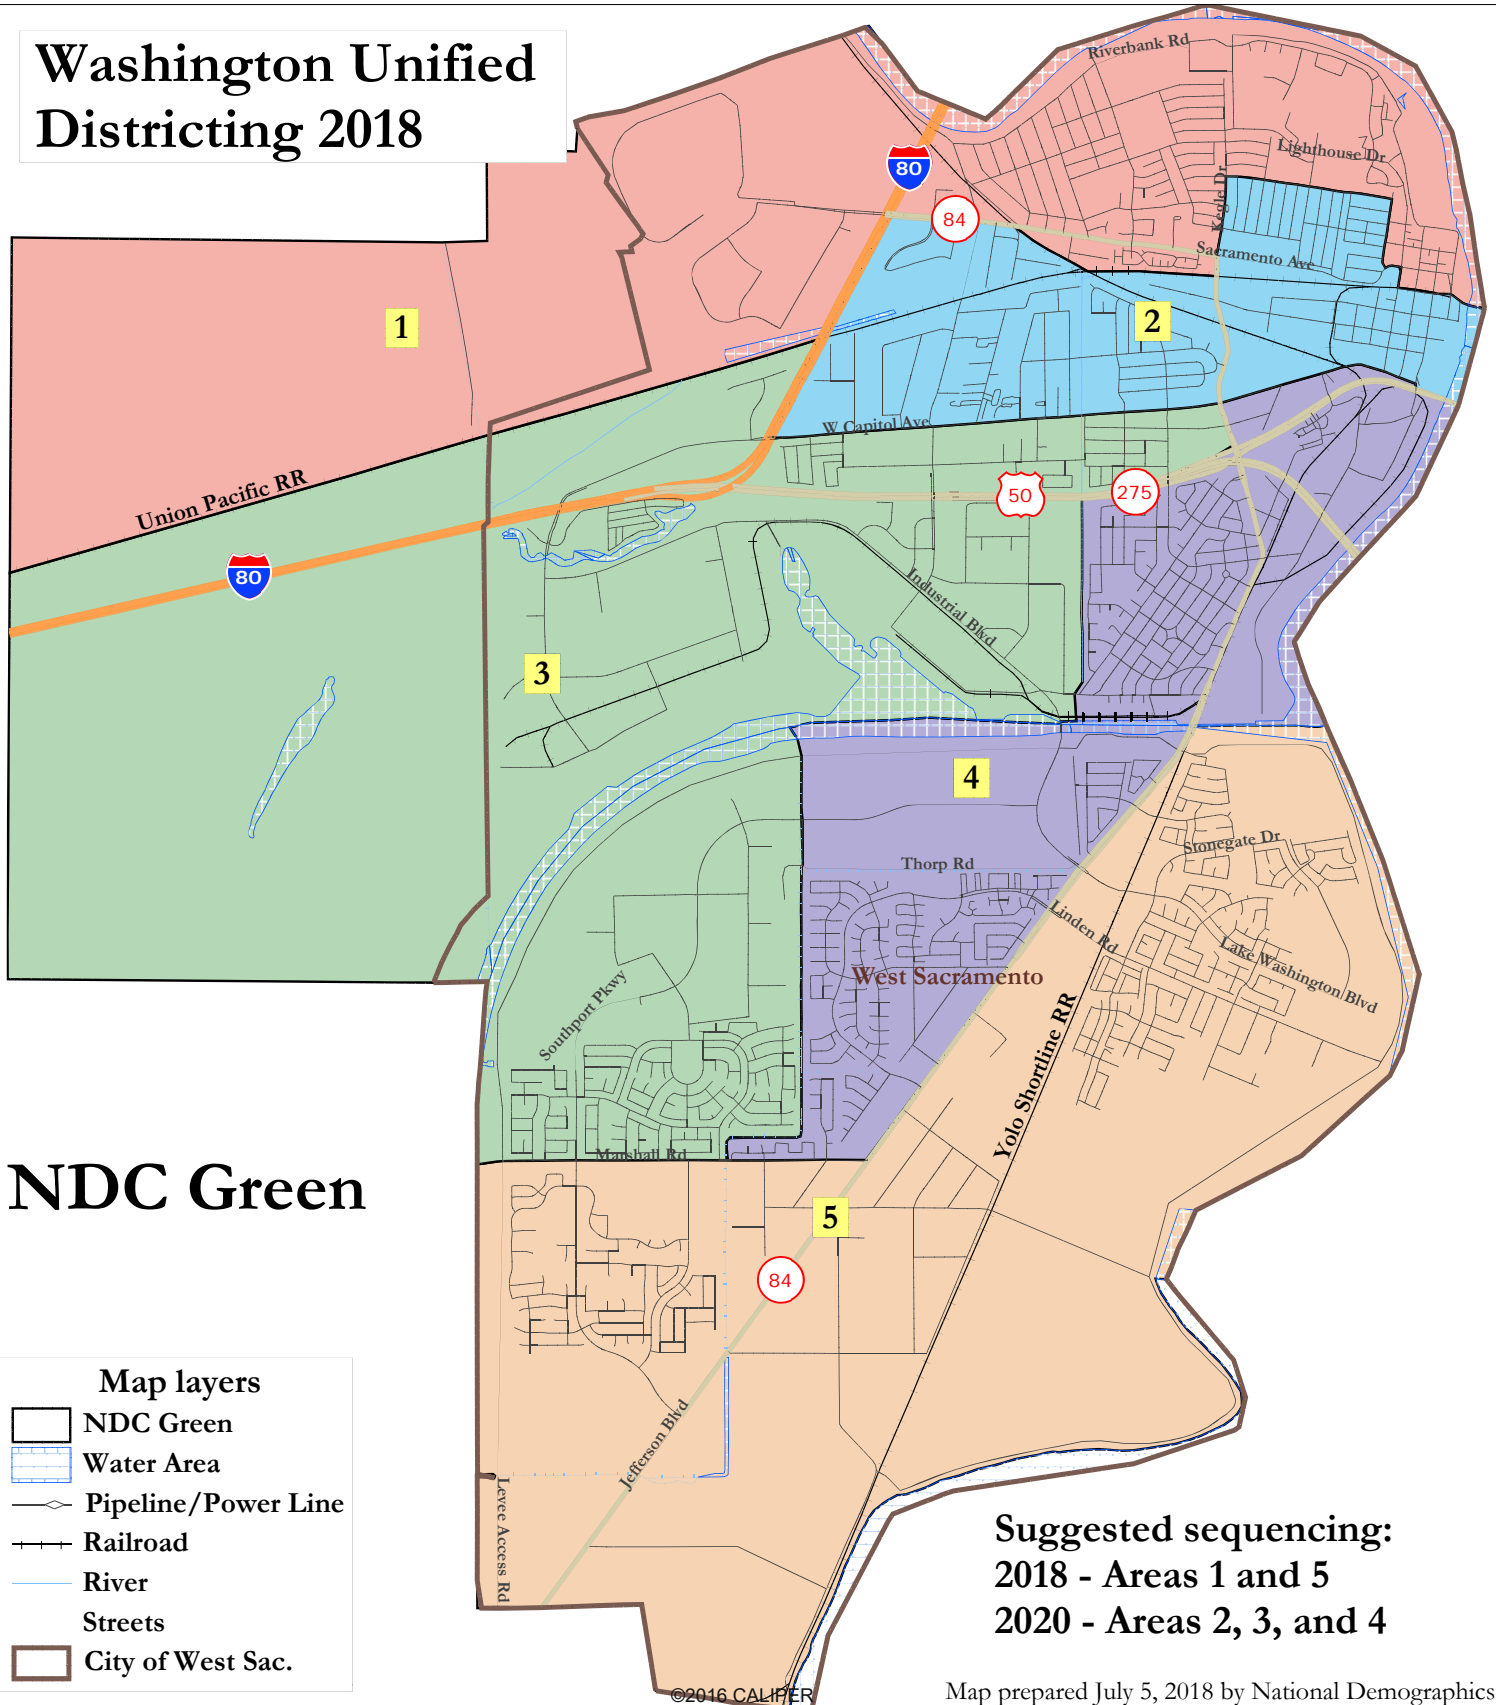 Washington Unified
Districting 2018
Riverbank Rd
Lighthouse Dr
80
84
Kegle Dr
Sacramento Ave
1
2
W Capitol Ave
Union Pacific RR
50
275
80
Industrial Blvd
3
4
Stonegate Dr
Thorp Rd
Linden Rd
Lake Washington Blvd
West Sacramento
Southport Pkwy
Yolo Shortline RR
Marshall Rd
NDC Green
5
84
Jefferson Blvd
Levee Access Rd
Map layers
NDC Green
Water Area
Pipeline/Power Line
Railroad
River
Streets
City of West Sac.
Suggested sequencing:
2018 - Areas 1 and 5
2020 - Areas 2, 3, and 4
©2016 CALIPER
Map prepared July 5, 2018 by National Demographics